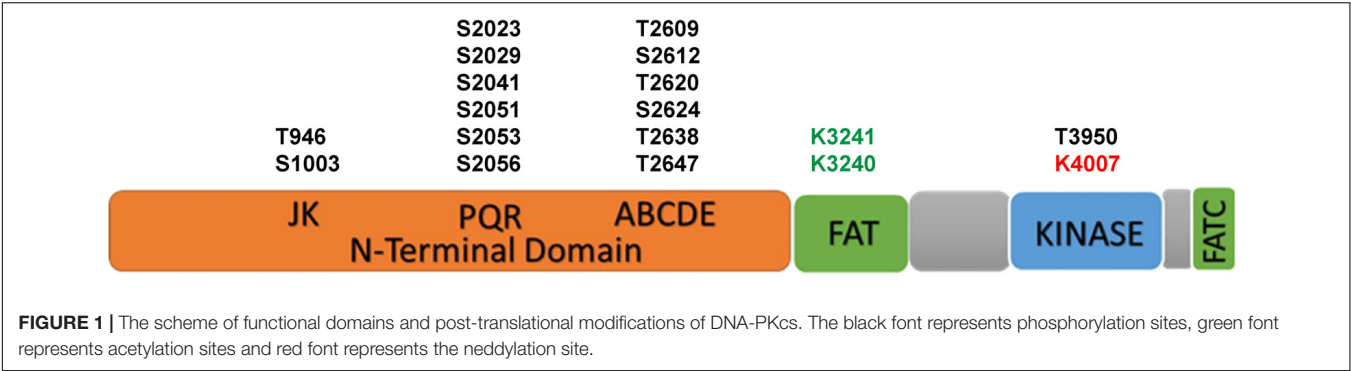 S2023 T2609
S2029 S2612
S2041 T2620
S2051 S2624
T946 S2053 T2638 K3241 T3950
S1003 S2056 T2647 K3240 K4007
JK PQR ABCDE FAT KINASE FATC
N-Terminal Domain
FIGURE 1 | The scheme of functional domains and post-translational modifications of DNA-PKcs. The black font represents phosphorylation sites, green font
represents acetylation sites and red font represents the neddylation site.